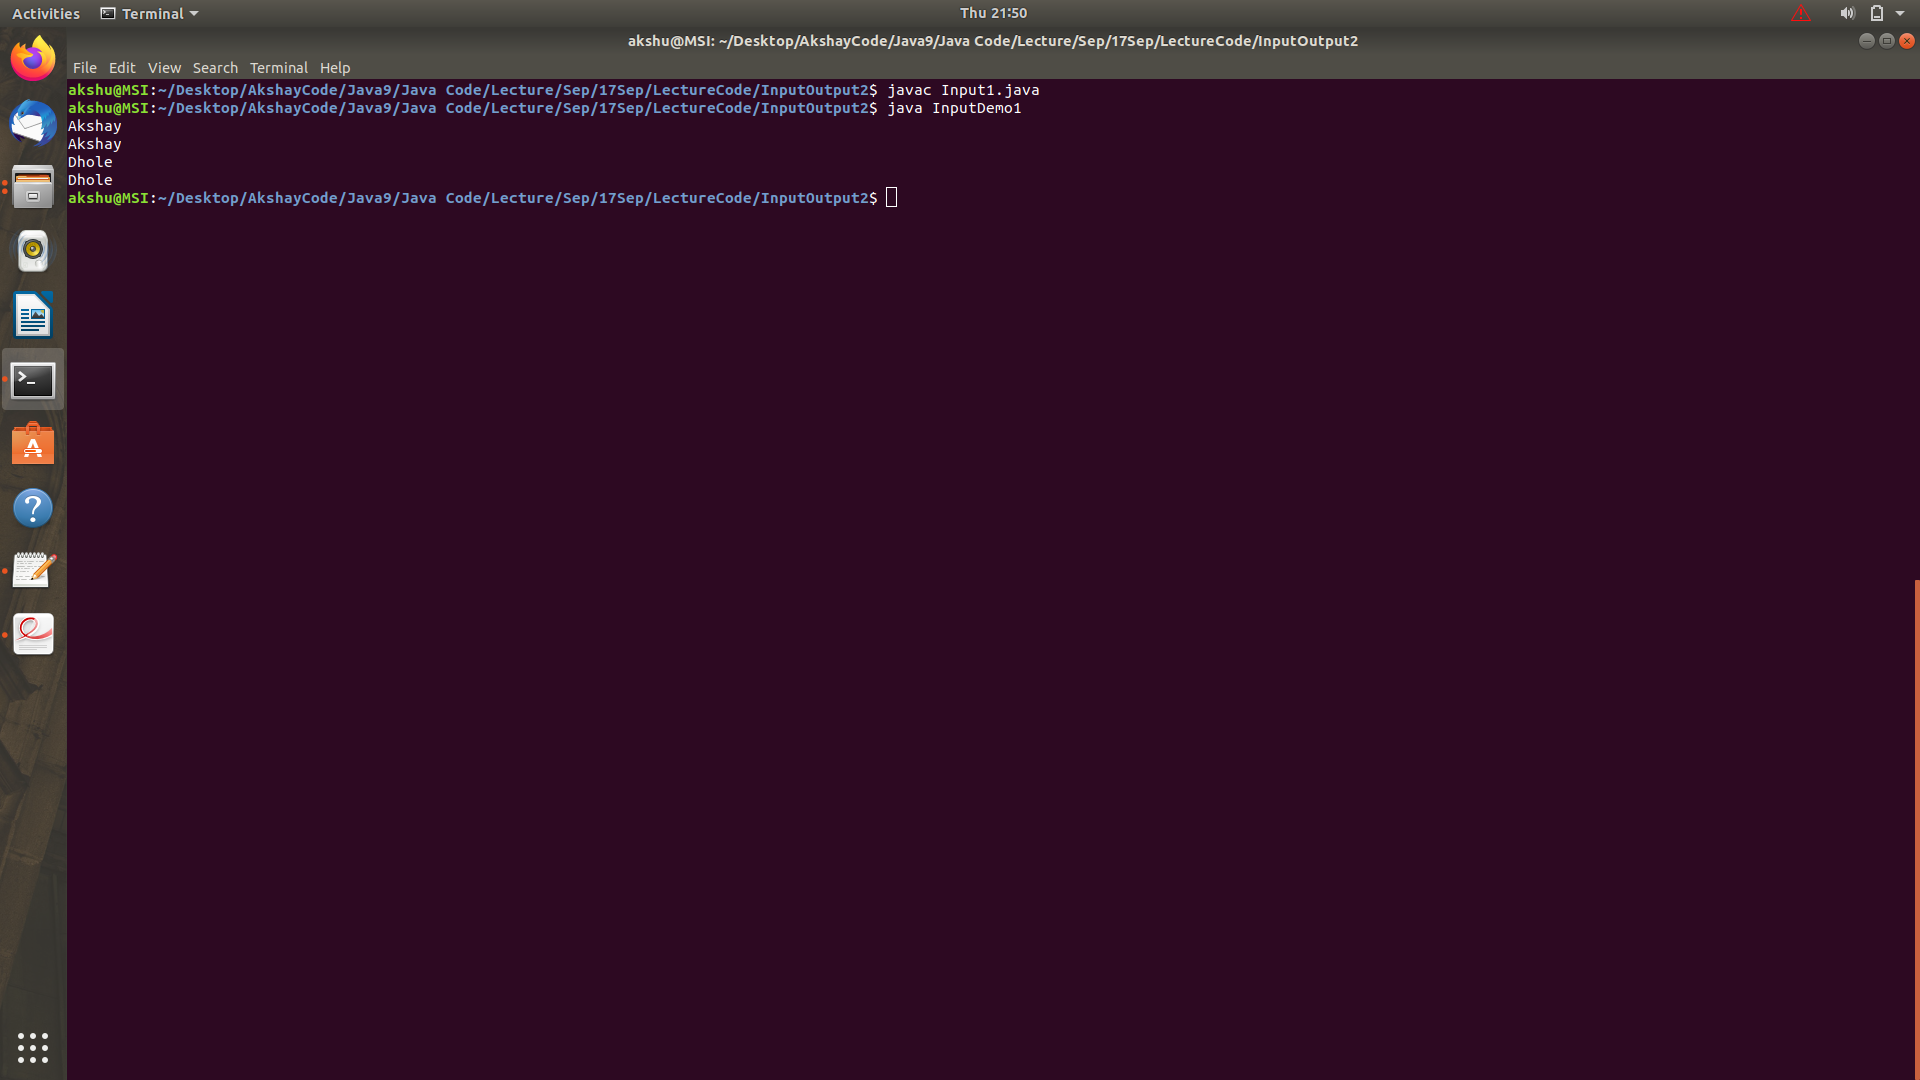 Activities Terminal Thu 21:50
akshu@MSI: ~/Desktop/AkshayCode/Java9/Java Code/Lecture/Sep/17Sep/LectureCode/InputOutput2
File Edit View Search Terminal Help
akshu@MSI:~/Desktop/AkshayCode/Java9/Java Code/Lecture/Sep/17Sep/LectureCode/InputOutput2$ javac Input1.java
akshu@MSI:~/Desktop/AkshayCode/Java9/Java Code/Lecture/Sep/17Sep/LectureCode/InputOutput2$ java InputDemo1
Akshay
Akshay
Dhole
Dhole
akshu@MSI:~/Desktop/AkshayCode/Java9/Java Code/Lecture/Sep/17Sep/LectureCode/InputOutput2$